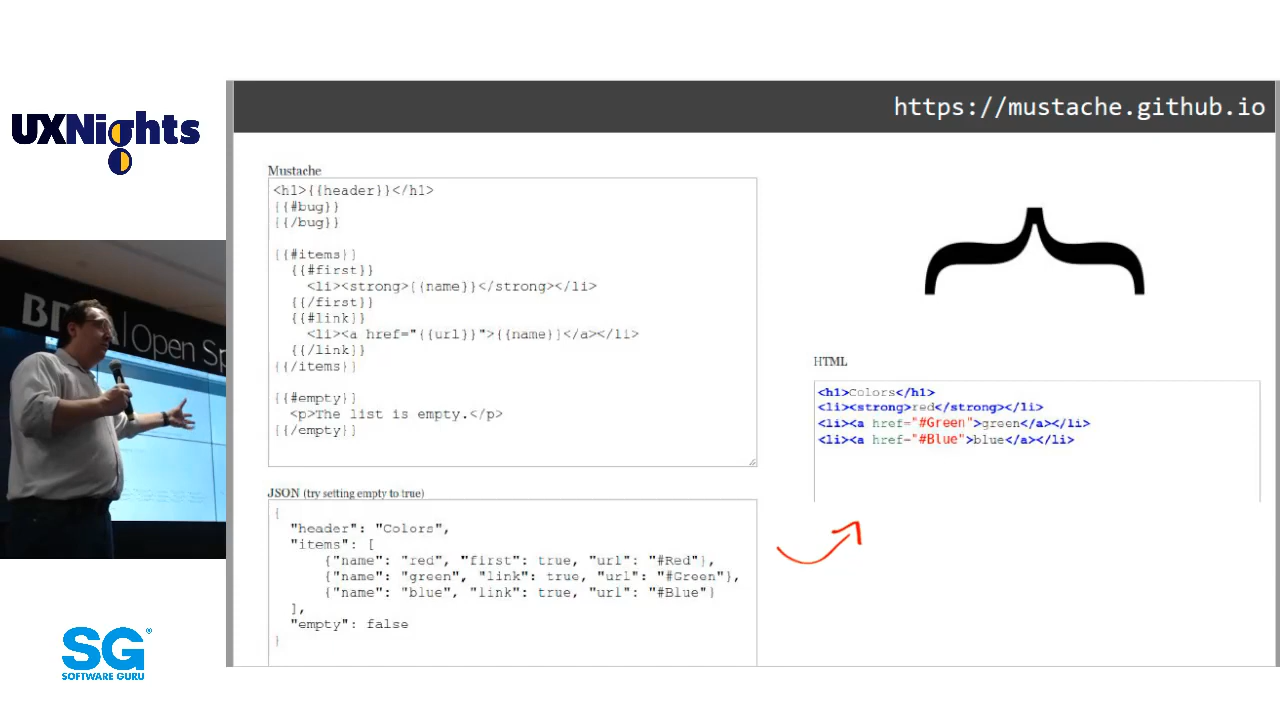 https://mustache.github.io
UXNights
Mustache
<h1>{{header}}</h1>
{{#bug}}
{{/bug}}
{{#items}}
{{#first}}
<li><strong>{{name}}</strong></li>
{{/first}}
{{#link}}
<li><a href="{{url}}">{{name}}</a></li>
{{/link}}
{{/items}}
{{#empty}}
<p>The list is empty.</p>
{{/empty}}
HTML
<h1>Colors</h1>
<li><strong>red</strong></li>
<li><a href="#Green">green</a></li>
<li><a href="#Blue">blue</a></li>
JSON (try setting empty to true)
{
"header": "Colors",
"items": [
{"name": "red", "first": true, "url": "#Red"},
{"name": "green", "link": true, "url": "#Green"},
{"name": "blue", "link": true, "url": "#Blue"}
],
"empty": false
}
Open
SG®
SOFTWARE GURU